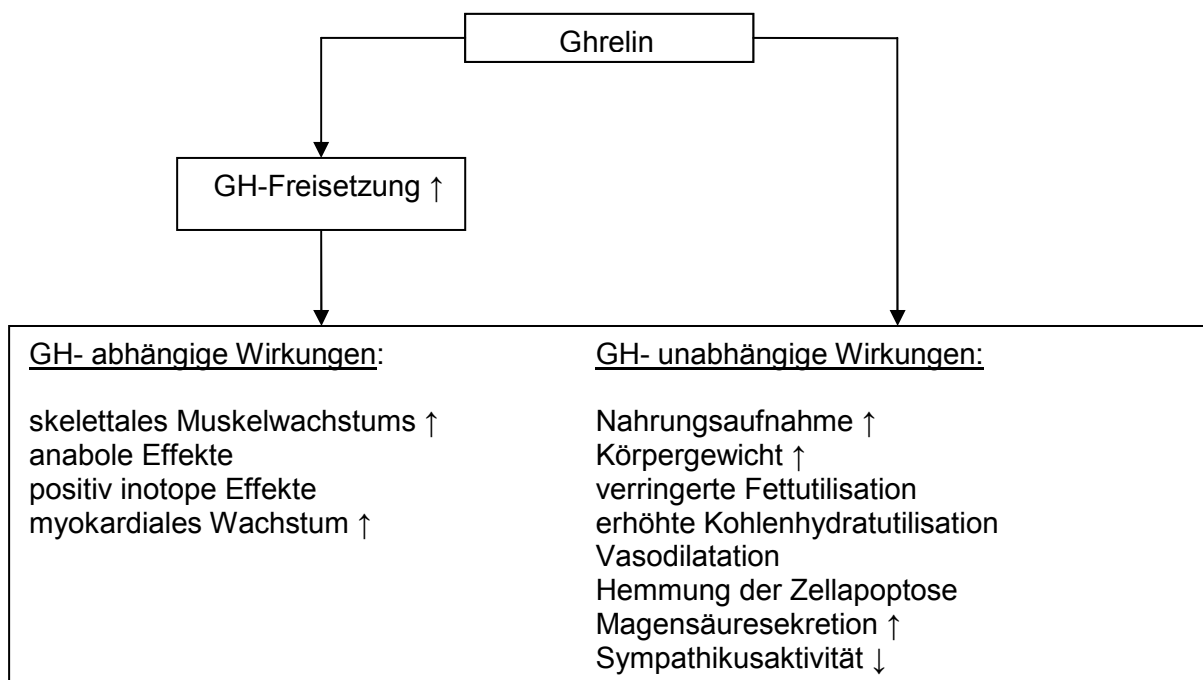 Ghrelin
GH-Freisetzung ↑
GH- abhängige Wirkungen:
skelettales Muskelwachstums ↑
anabole Effekte
positiv inotope Effekte
myokardiales Wachstum ↑
GH- unabhängige Wirkungen:
Nahrungsaufnahme ↑
Körpergewicht ↑
verringerte Fettutilisation
erhöhte Kohlenhydratutilisation
Vasodilatation
Hemmung der Zellapoptose
Magensäuresekretion ↑
Sympathikusaktivität ↓